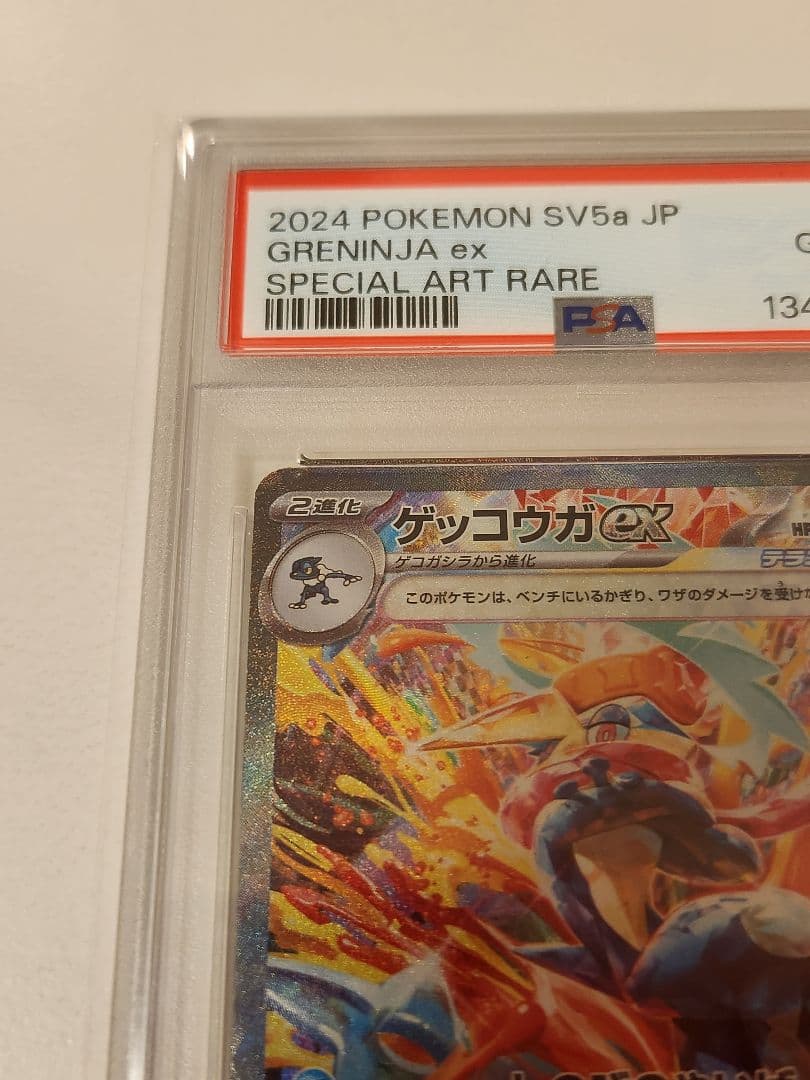 2024 POKEMON SV5a JP
GRENINJA ex
SPECIAL ART RARE
134
PSA
2進化
ゲッコウガex
ゲコガシラから進化
テラ
このポケモンは、ベンチにいるかぎり、ワザのダメージを受け